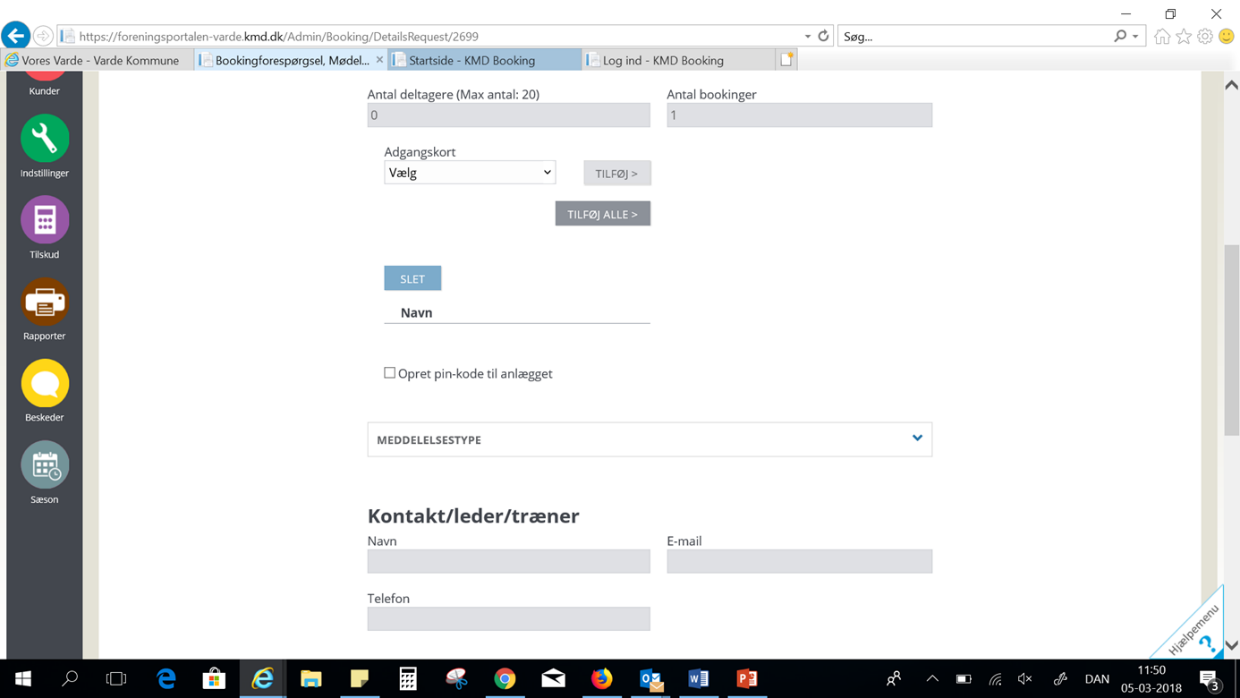 https://foreningsportalen-varde.kmd.dk/Admin/Booking/DetailsRequest/2699
Søg...
Vores Varde - Varde Kommune
Bookingforespørgsel, Mødel...
Startside - KMD Booking
Log ind - KMD Booking
Kunder
Indstillinger
Tilskud
Rapporter
Beskeder
Sæson
Antal deltagere (Max antal: 20)
Antal bookinger
0
1
Adgangskort
Vælg
TILFØJ >
TILFØJ ALLE >
SLET
Navn
Opret pin-kode til anlægget
MEDDELELSESTYPE
Kontakt/leder/træner
Navn
E-mail
Telefon
Hjælpemenu
DAN
11:50
05-03-2018
3